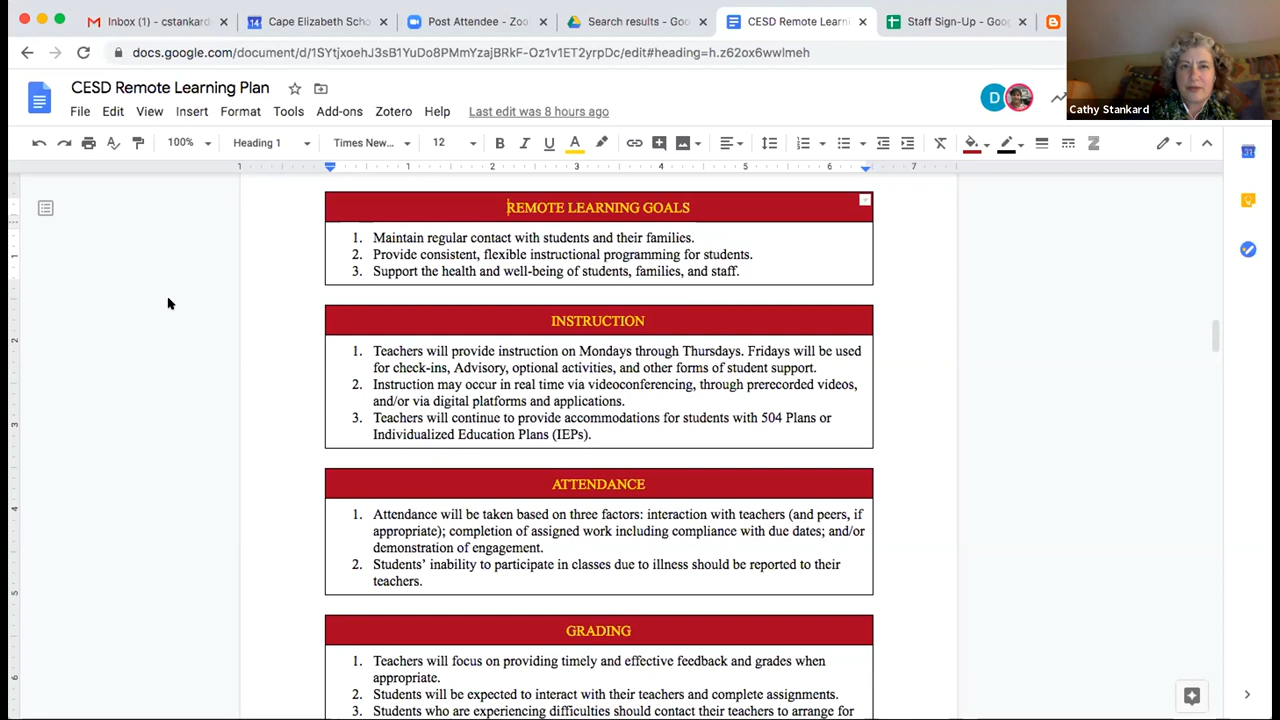 Inbox (1) - cstankard
Cape Elizabeth Scho
Post Attendee - Zoo
Search results - Goo
CESD Remote Learni
Staff Sign-Up - Goog
docs.google.com/document/d/1SYtjxoehJ3sB1YuDo8PMmYzajBRkF-Oz1v1ET2yrpDc/edit#heading=h.z62ox6wwlmeh
Cathy Stankard
CESD Remote Learning Plan
D
File Edit View Insert Format Tools Add-ons Zotero Help Last edit was 8 hours ago
100% Heading 1 Times New... 12 B I U A
1 1 2 3 4 5 6 7
REMOTE LEARNING GOALS
1. Maintain regular contact with students and their families.
2. Provide consistent, flexible instructional programming for students.
3. Support the health and well-being of students, families, and staff.
INSTRUCTION
1. Teachers will provide instruction on Mondays through Thursdays. Fridays will be used
for check-ins, Advisory, optional activities, and other forms of student support.
2. Instruction may occur in real time via videoconferencing, through prerecorded videos,
and/or via digital platforms and applications.
3. Teachers will continue to provide accommodations for students with 504 Plans or
Individualized Education Plans (IEPs).
ATTENDANCE
1. Attendance will be taken based on three factors: interaction with teachers (and peers, if
appropriate); completion of assigned work including compliance with due dates; and/or
demonstration of engagement.
2. Students' inability to participate in classes due to illness should be reported to their
teachers.
GRADING
1. Teachers will focus on providing timely and effective feedback and grades when
appropriate.
2. Students will be expected to interact with their teachers and complete assignments.
3. Students who are experiencing difficulties should contact their teachers to arrange for